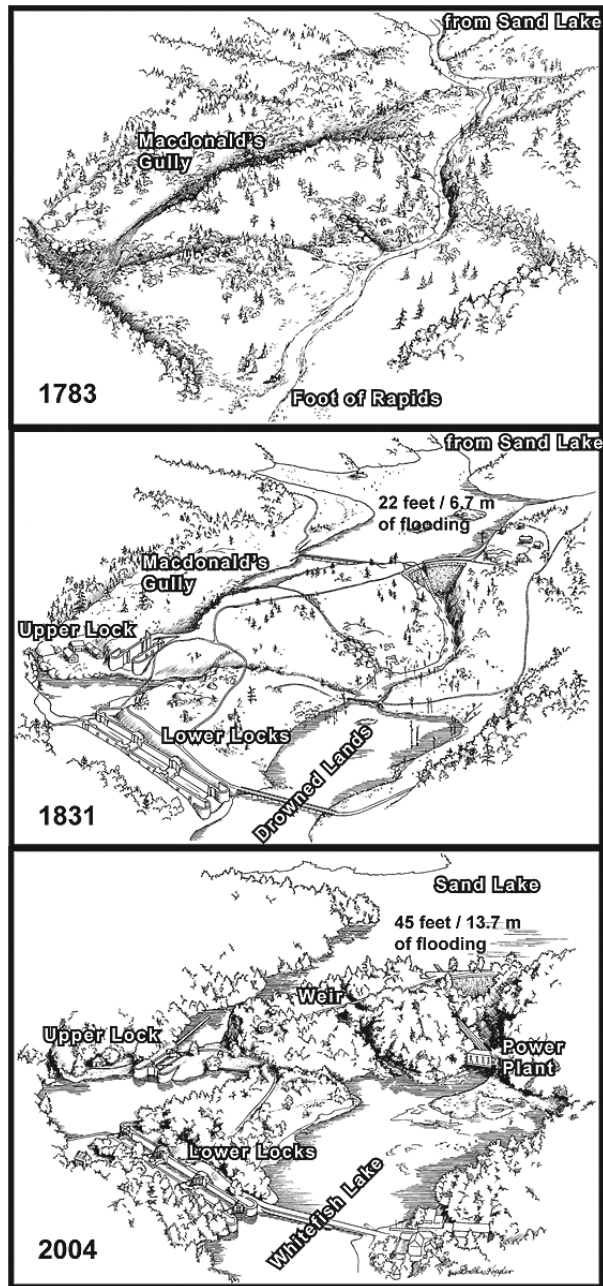 from Sand Lake
Macdonald's
Gully
Foot of Rapids
1783
from Sand Lake
22 feet / 6.7 m
of flooding
Macdonald's
Gully
Upper Lock
Lower Locks
Drowned Lands
1831
Sand Lake
45 feet / 13.7 m
of flooding
Weir
Upper Lock
Power
Plant
Lower Locks
Whitefish Lake
2004